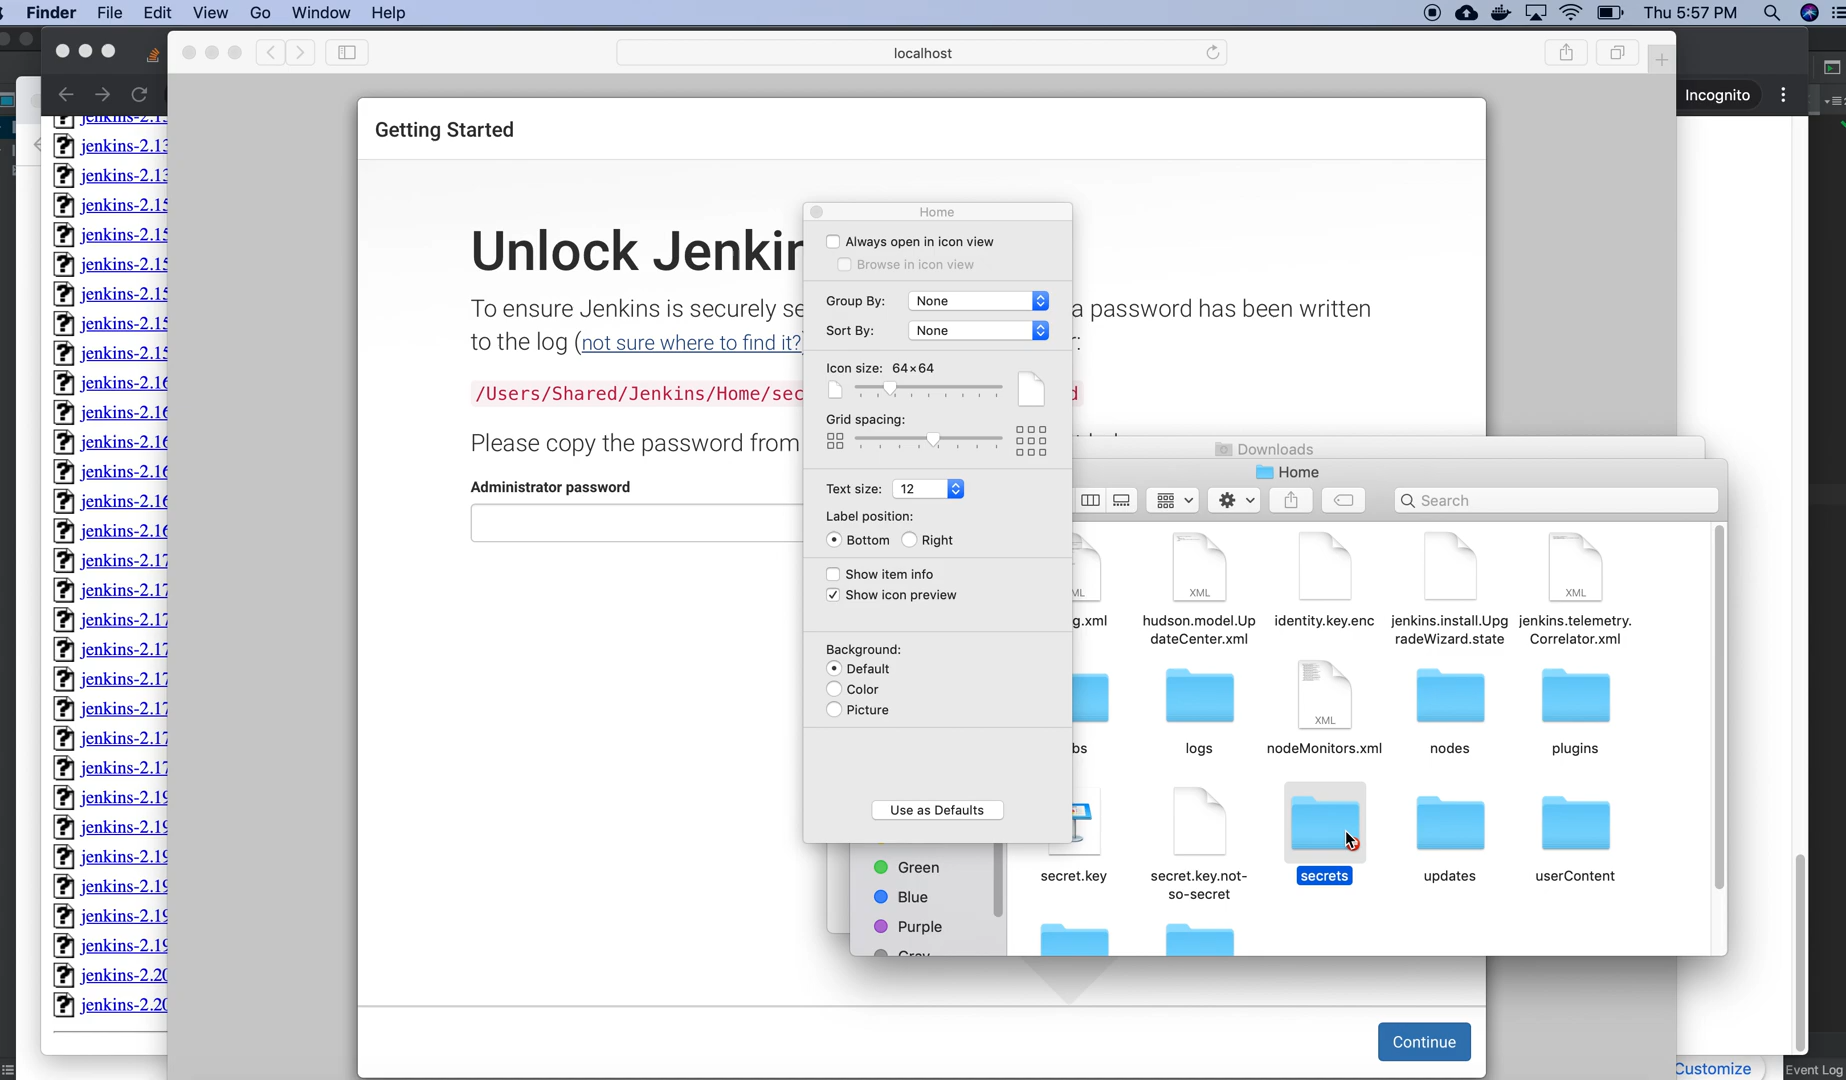 Finder File Edit View Go Window Help
Thu 5:57 PM
localhost
Incognito
jenkins-2.13
jenkins-2.13
jenkins-2.15
jenkins-2.15
jenkins-2.15
jenkins-2.15
jenkins-2.15
jenkins-2.15
jenkins-2.16
jenkins-2.16
jenkins-2.16
jenkins-2.16
jenkins-2.16
jenkins-2.16
jenkins-2.17
jenkins-2.17
jenkins-2.17
jenkins-2.17
jenkins-2.17
jenkins-2.17
jenkins-2.17
jenkins-2.17
jenkins-2.19
jenkins-2.19
jenkins-2.19
jenkins-2.19
jenkins-2.19
jenkins-2.19
jenkins-2.20
jenkins-2.20
Getting Started
Unlock Jenkin
To ensure Jenkins is securely se
a password has been written
to the log (not sure where to find it?)
r:
/Users/Shared/Jenkins/Home/sec
d
Please copy the password from
Administrator password
Continue
Home
Always open in icon view
Browse in icon view
Group By: None
Sort By: None
Icon size: 64×64
Grid spacing:
Text size: 12
Label position:
Bottom Right
Show item info
Show icon preview
Background:
Default
Color
Picture
Use as Defaults
Downloads
Home
Search
XML
XML
g.xml
hudson.model.Up
dateCenter.xml
identity.key.enc
jenkins.install.Upg
radeWizard.state
jenkins.telemetry.
Correlator.xml
XML
bs
logs
nodeMonitors.xml
nodes
plugins
secret.key
secret.key.not-
so-secret
secrets
updates
userContent
Green
Blue
Purple
Customize
Event Log